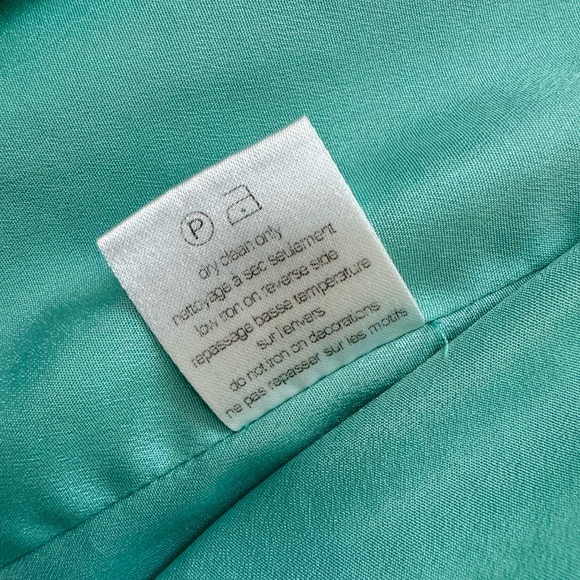 P
dry clean only
nettoyage à sec seulement
low iron on reverse side
repassage basse temperature
sur l'envers
do not iron on decorations
ne pas repasser sur les motifs